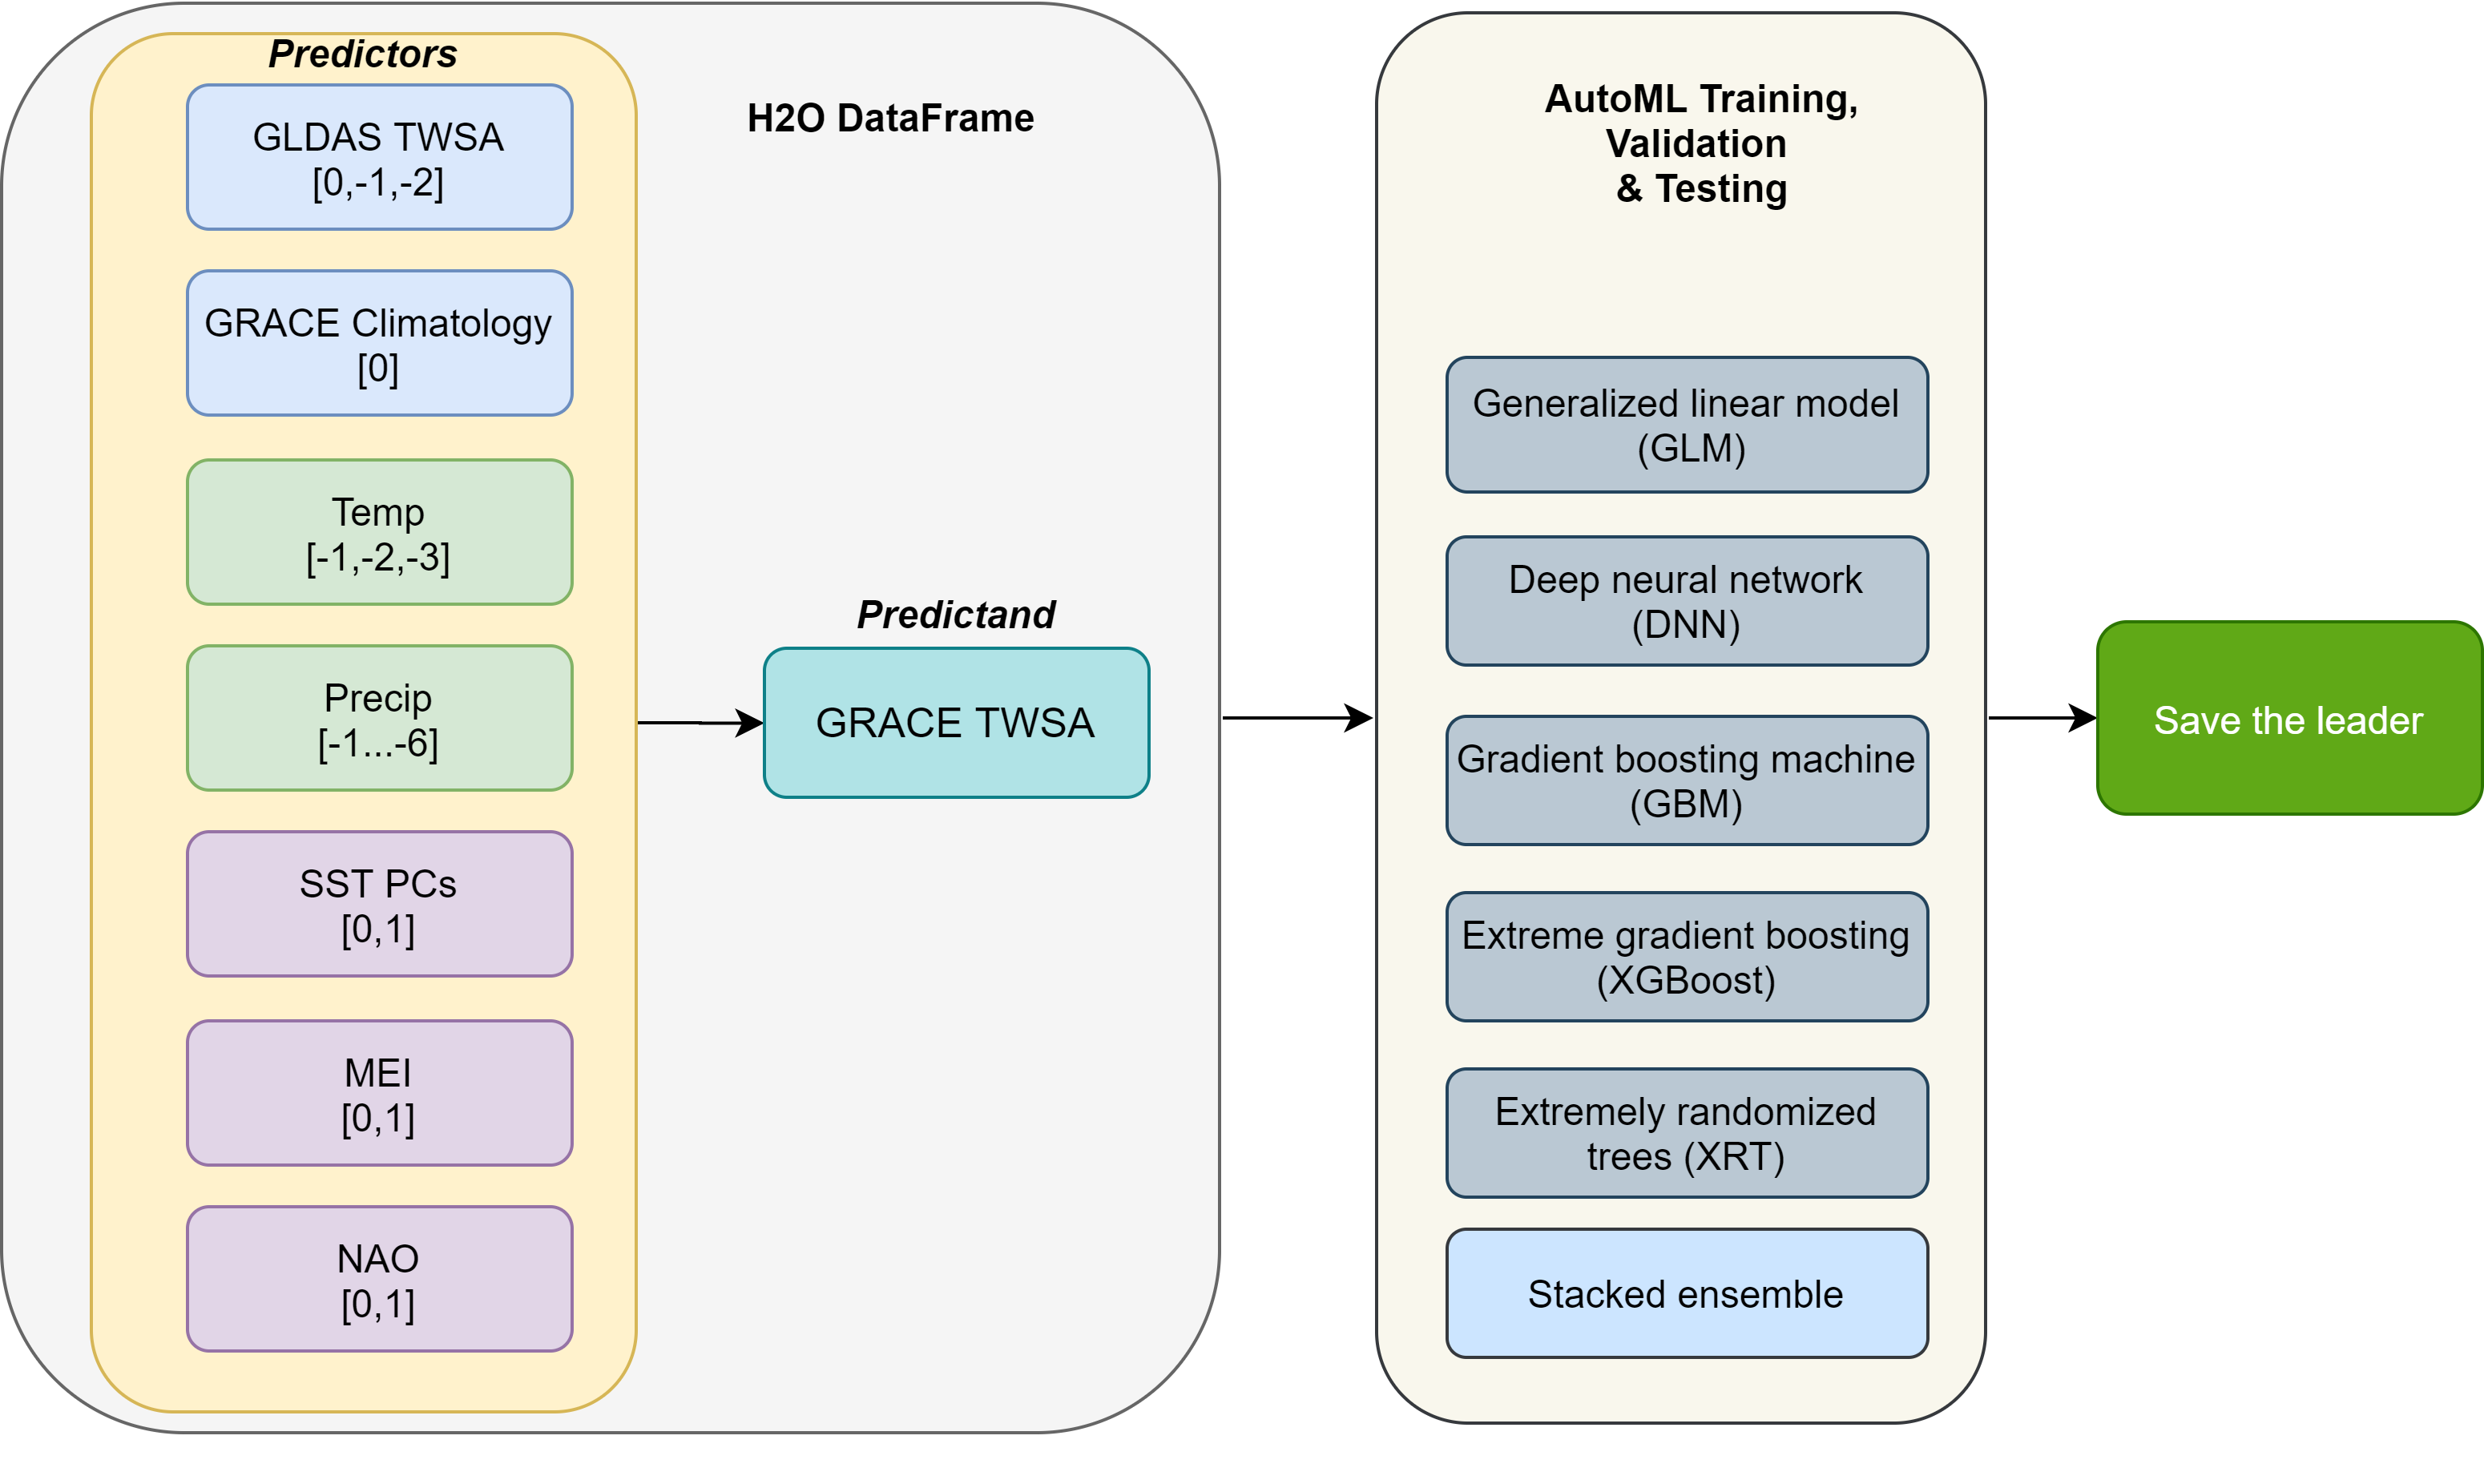 Predictors
GLDAS TWSA
[0,-1,-2]
GRACE Climatology
[0]
Temp
[-1,-2,-3]
Precip
[-1...-6]
SST PCs
[0,1]
MEI
[0,1]
NAO
[0,1]
H2O DataFrame
Predictand
GRACE TWSA
AutoML Training,
Validation
& Testing
Generalized linear model
(GLM)
Deep neural network
(DNN)
Gradient boosting machine
(GBM)
Extreme gradient boosting
(XGBoost)
Extremely randomized
trees (XRT)
Stacked ensemble
Save the leader